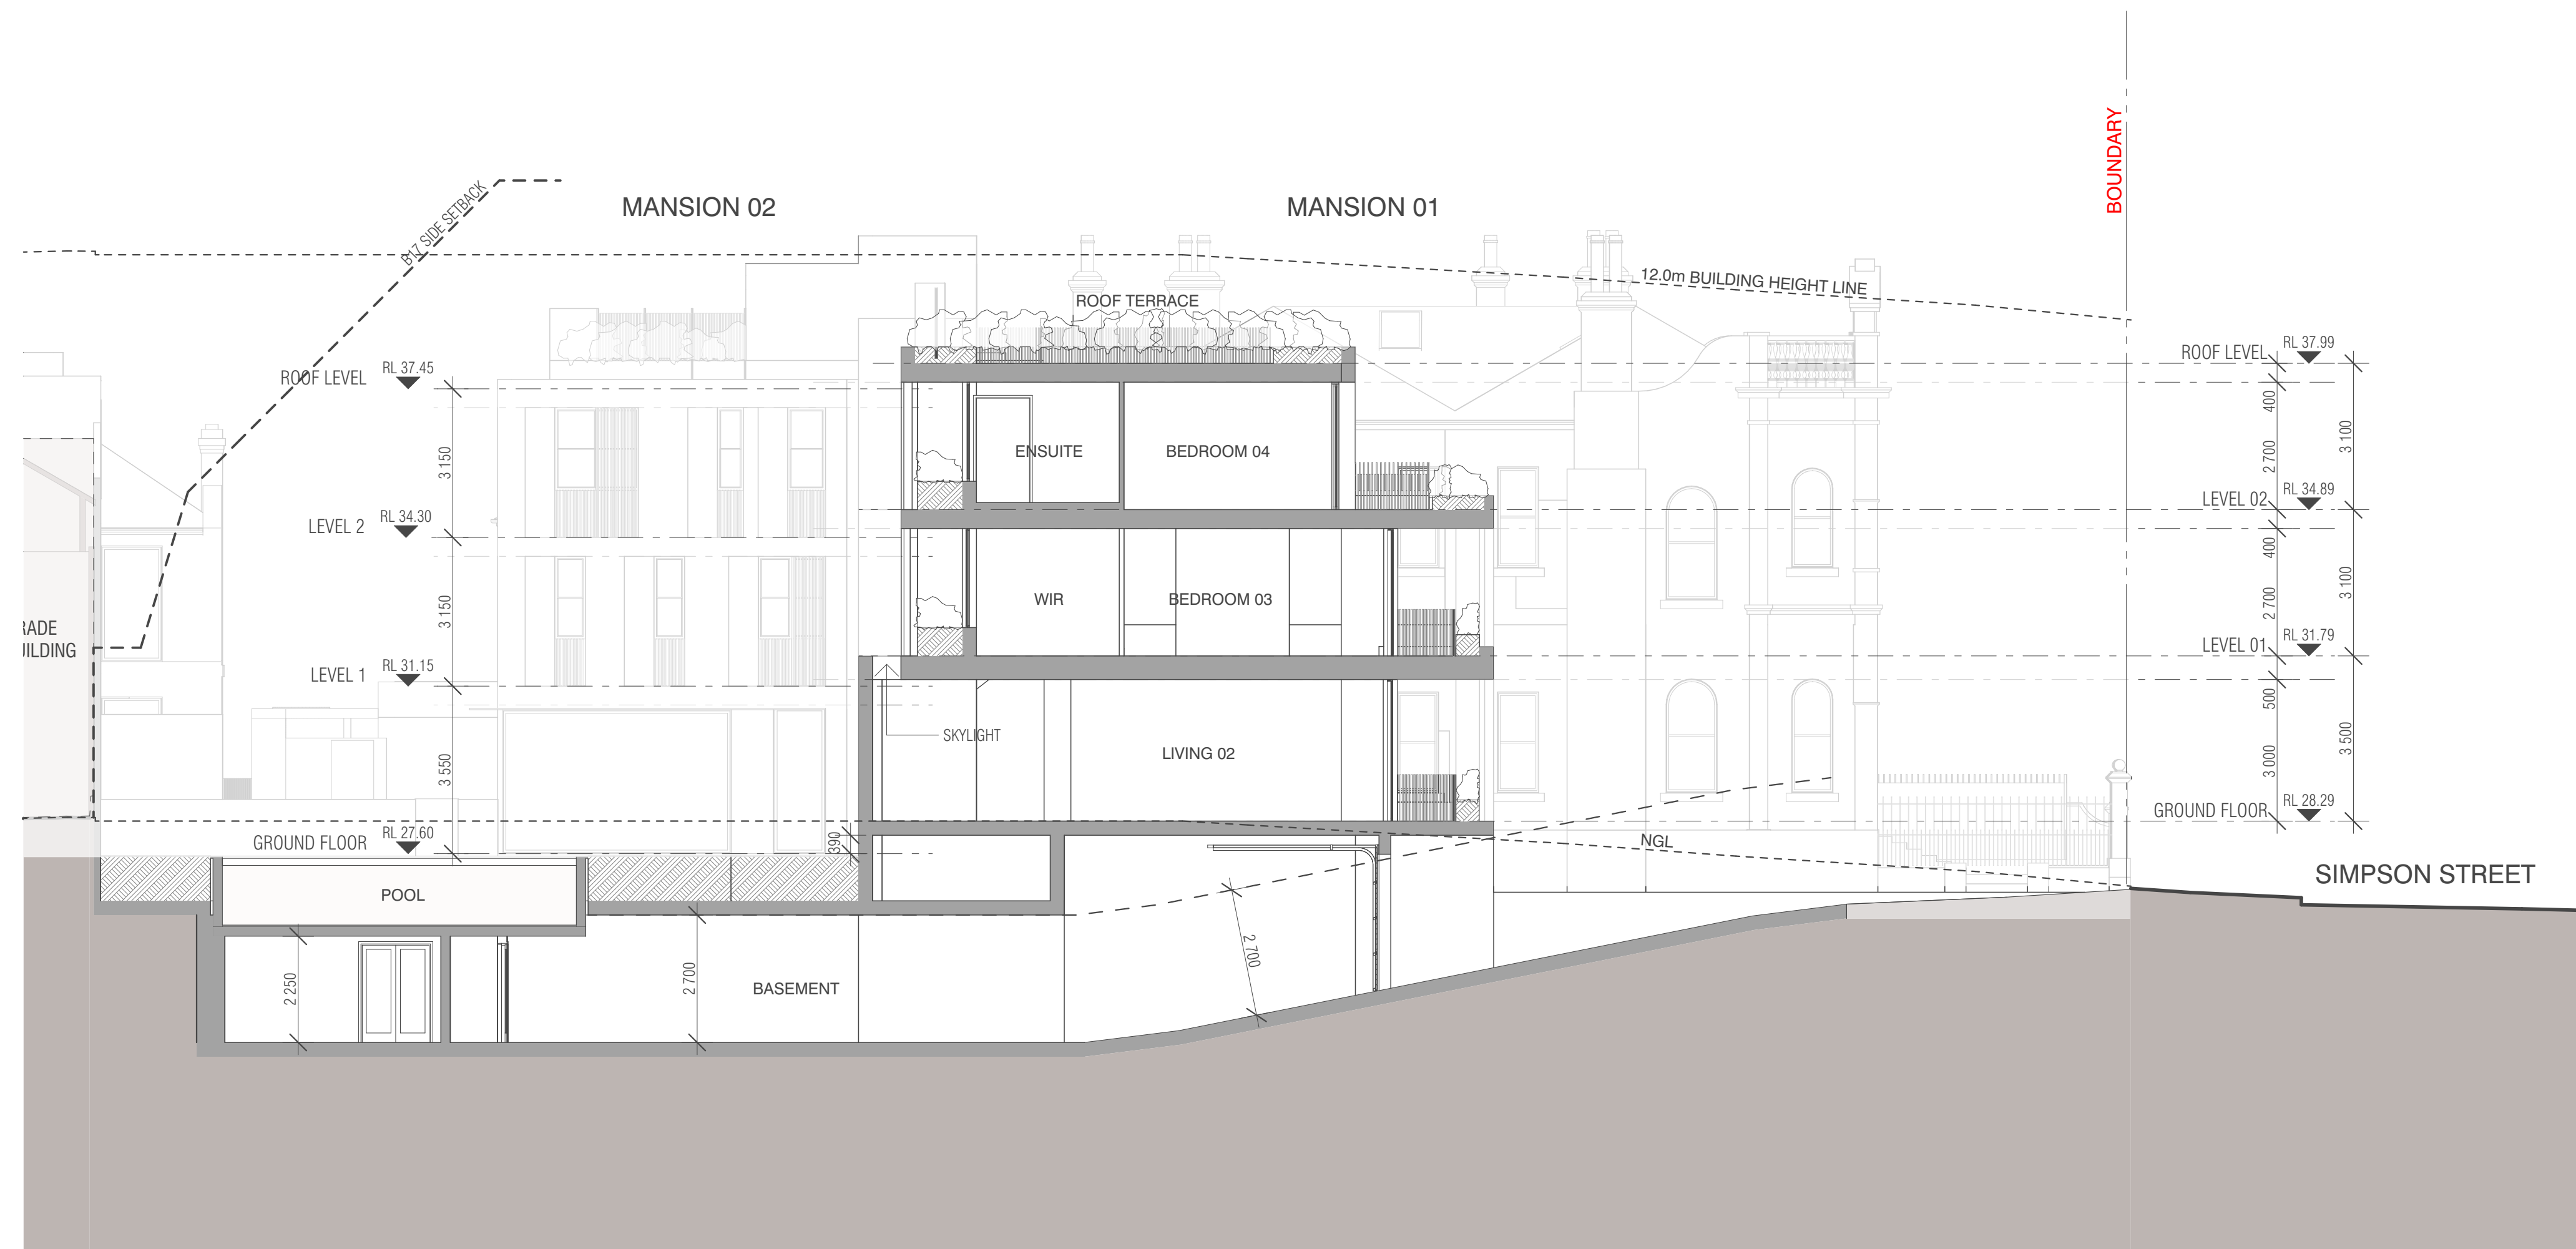 BOUNDARY
B17 SIDE SETBACK
MANSION 02
MANSION 01
12.0m BUILDING HEIGHT LINE
ROOF TERRACE
ROOF LEVEL
RL 37.45
ROOF LEVEL
RL 37.99
400
3 150
ENSUITE
BEDROOM 04
2 700
3 100
LEVEL 2
RL 34.30
LEVEL 02
RL 34.89
400
3 150
WIR
BEDROOM 03
2 700
3 100
RADE
UILDING
LEVEL 1
RL 31.15
LEVEL 01
RL 31.79
500
SKYLIGHT
LIVING 02
3 550
3 000
3 500
GROUND FLOOR
RL 27.60
390
NGL
GROUND FLOOR
RL 28.29
SIMPSON STREET
POOL
2 250
2 700
BASEMENT
2 700